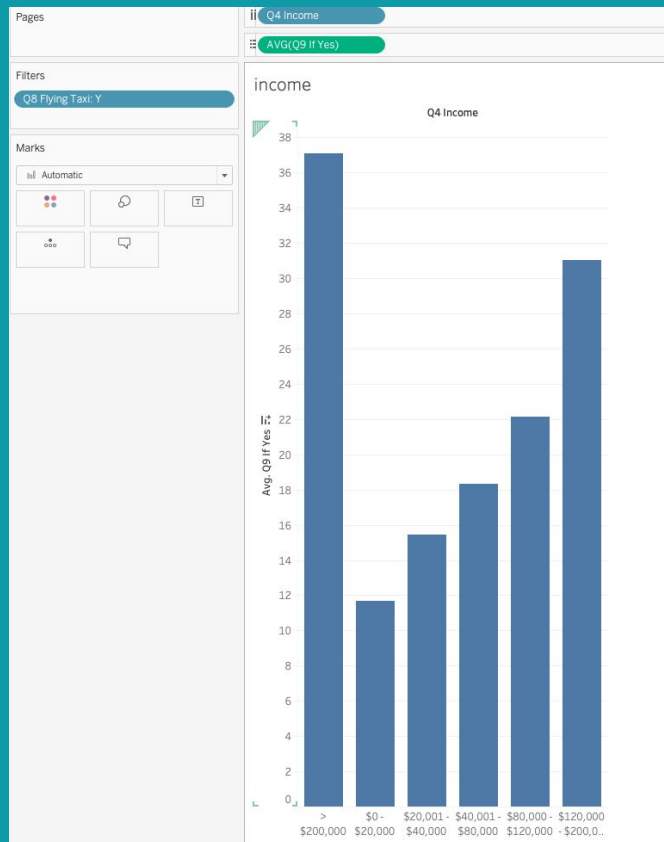 Pages
Q4 Income
AVG(Q9 If Yes)
Filters
Q8 Flying Taxi: Y
Marks
Automatic
T
income
Q4 Income
38
36
34
32
30
28
26
24
22
20
18
16
14
12
10
8
6
4
2
0
Avg. Q9 If Yes
>
$200,000
$0 -
$20,000
$20,001 -
$40,000
$40,001 -
$80,000
$80,000 -
$120,000
$120,000
- $200,0..